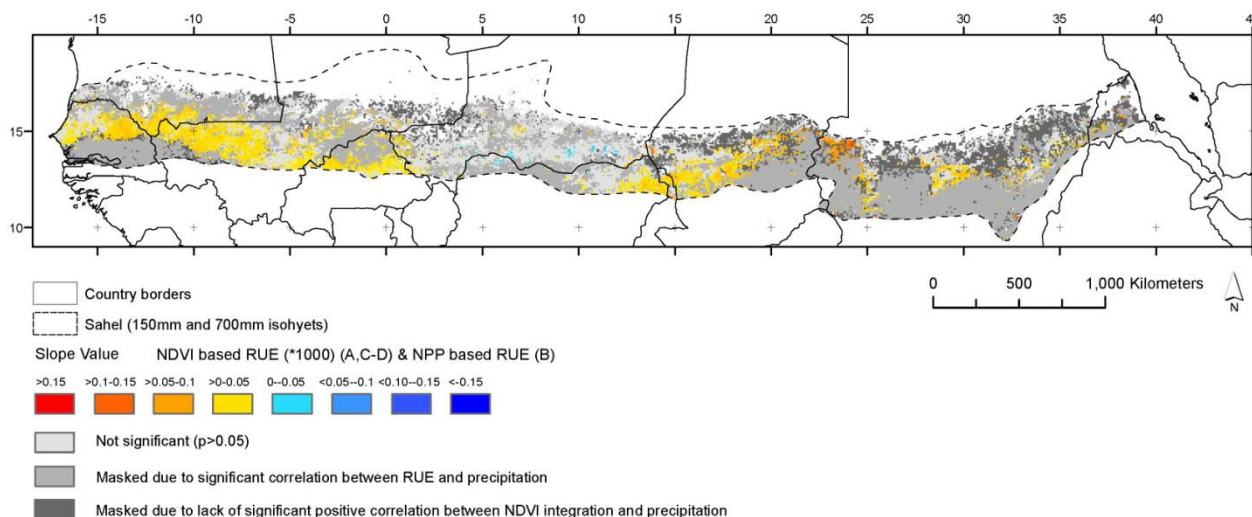 -15 -10 -5 0 5 10 15 20 25 30 35 40 45
15
10
Country borders
0 500 1,000 Kilometers
N
Sahel (150mm and 700mm isohyets)
Slope Value NDVI based RUE (*1000) (A,C-D) & NPP based RUE (B)
>0.15 >0.1-0.15 >0.05--0.1 >0-0.05 0--0.05 <0.05--0.1 <0.10--0.15 <-0.15
Not significant (p>0.05)
Masked due to significant correlation between RUE and precipitation
Masked due to lack of significant positive correlation between NDVI integration and precipitation